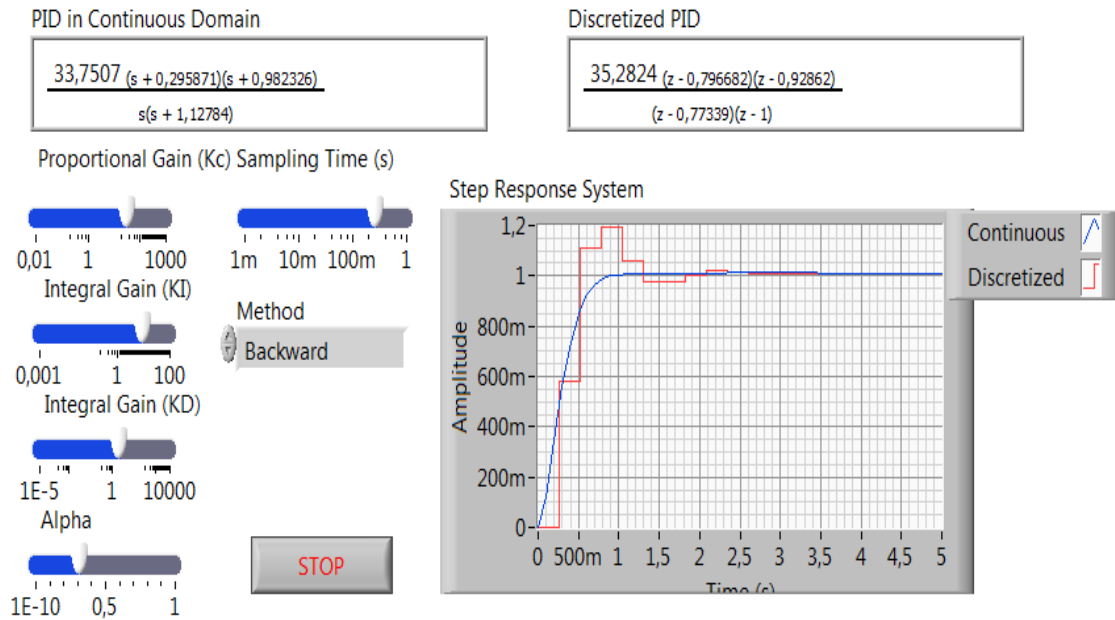 PID in Continuous Domain
33,7507 (s + 0,295871)(s + 0,982326)
s(s + 1,12784)
Discretized PID
35,2824 (z - 0,796682)(z - 0,92862)
(z - 0,77339)(z - 1)
Proportional Gain (Kc) Sampling Time (s)
0,01 1 1000
1m 10m 100m 1
Integral Gain (KI)
0,001 1 100
Method
Backward
Integral Gain (KD)
1E-5 1 10000
Alpha
1E-10 0,5 1
STOP
Step Response System
Amplitude
1,2
1
800m
600m
400m
200m
0
0 500m 1 1,5 2 2,5 3 3,5 4 4,5 5
Time (s)
Continuous
Discretized